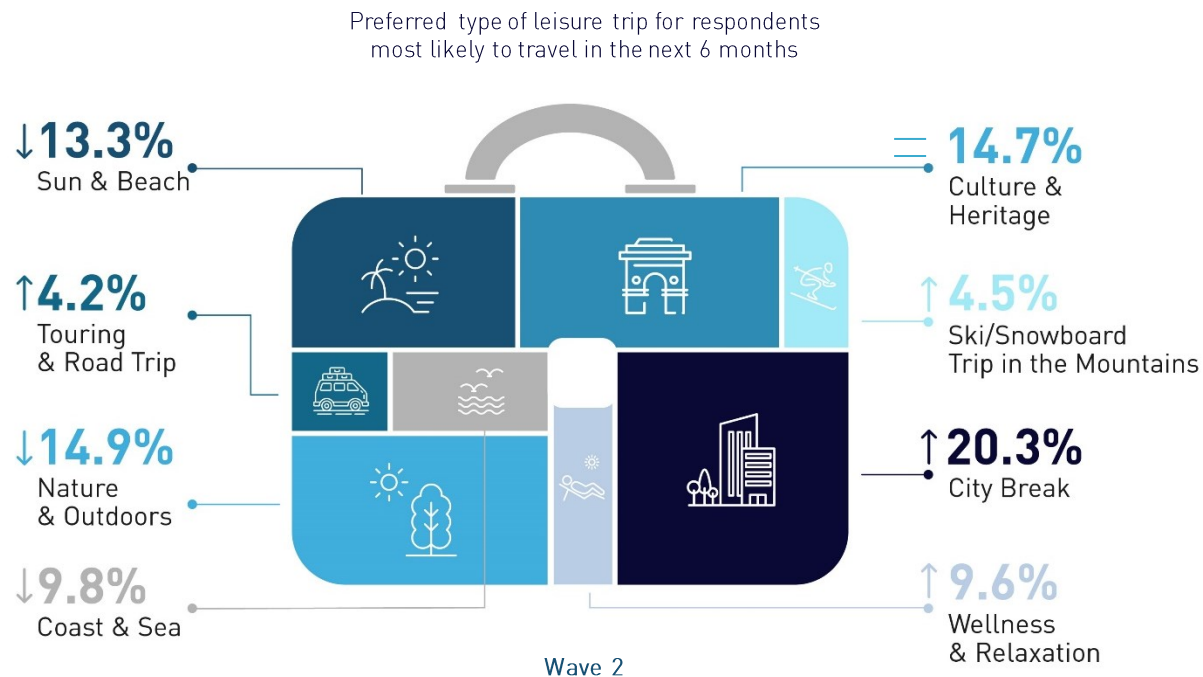 Preferred type of leisure trip for respondents
most likely to travel in the next 6 months
↓13.3%
Sun & Beach
↑4.2%
Touring
& Road Trip
↓14.9%
Nature
& Outdoors
↓9.8%
Coast & Sea
= 14.7%
Culture &
Heritage
↑4.5%
Ski/Snowboard
Trip in the Mountains
↑20.3%
City Break
↑9.6%
Wellness
& Relaxation
Wave 2